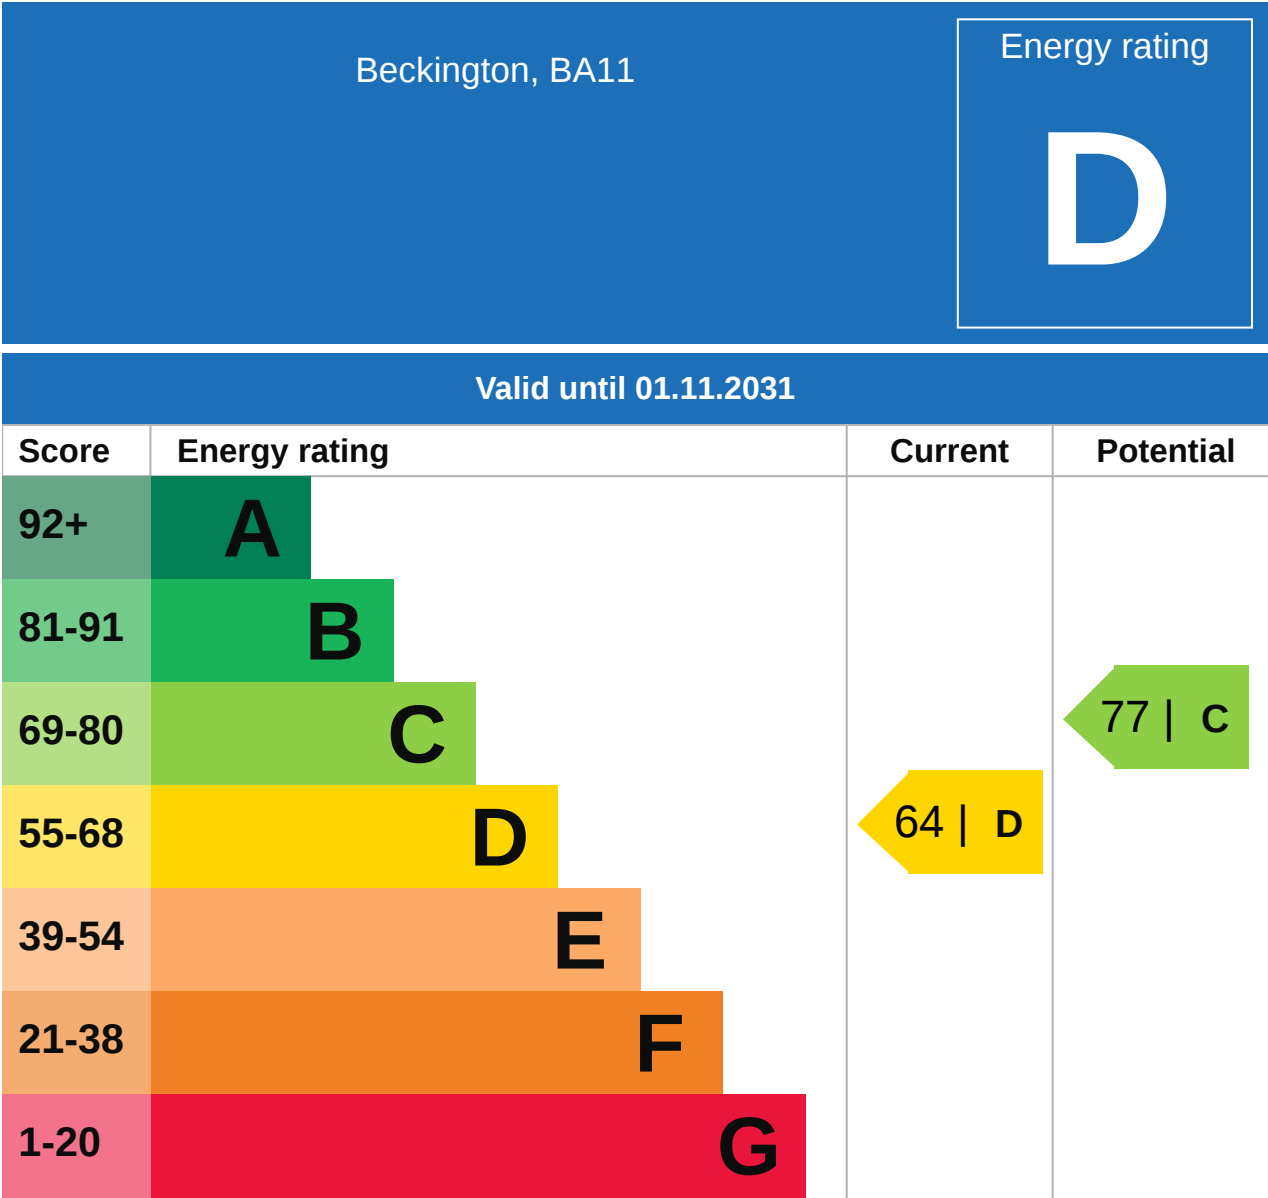 Beckington, BA11
Energy rating
D
Valid until 01.11.2031
Score Energy rating Current Potential
92+ A
81-91 B
69-80 C
77 | C
55-68 D
64 | D
39-54 E
21-38 F
1-20 G